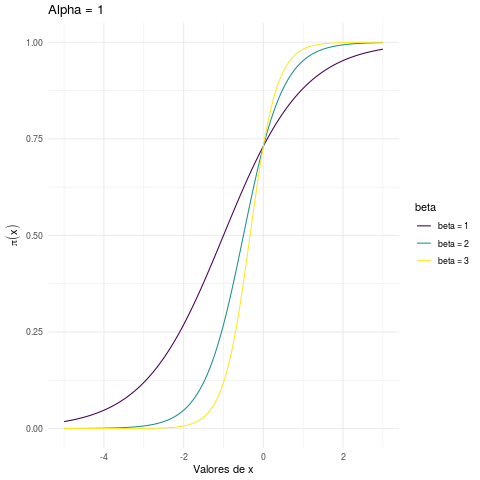 Alpha = 1
1.00
0.75
0.50
0.25
0.00
π(x)
-4
-2
0
2
Valores de x
beta
beta = 1
beta = 2
beta = 3